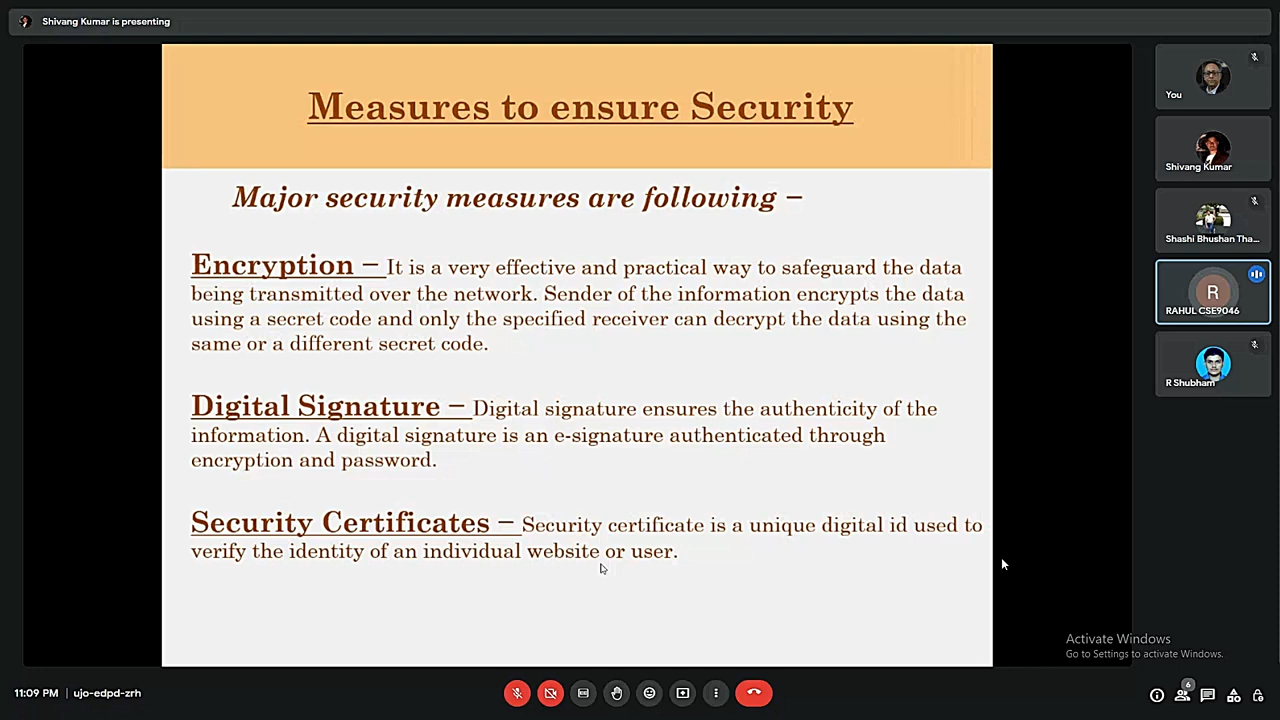 Shivang Kumar is presenting
Measures to ensure Security
Major security measures are following –
Encryption – It is a very effective and practical way to safeguard the data
being transmitted over the network. Sender of the information encrypts the data
using a secret code and only the specified receiver can decrypt the data using the
same or a different secret code.
Digital Signature – Digital signature ensures the authenticity of the
information. A digital signature is an e-signature authenticated through
encryption and password.
Security Certificates – Security certificate is a unique digital id used to
verify the identity of an individual website or user.
You
Shivang Kumar
Shashi Bhushan Tha...
R
RAHUL CSE9046
R Shubham
Activate Windows
Go to Settings to activate Windows.
11:09 PM | ujo-edpd-zrh
6